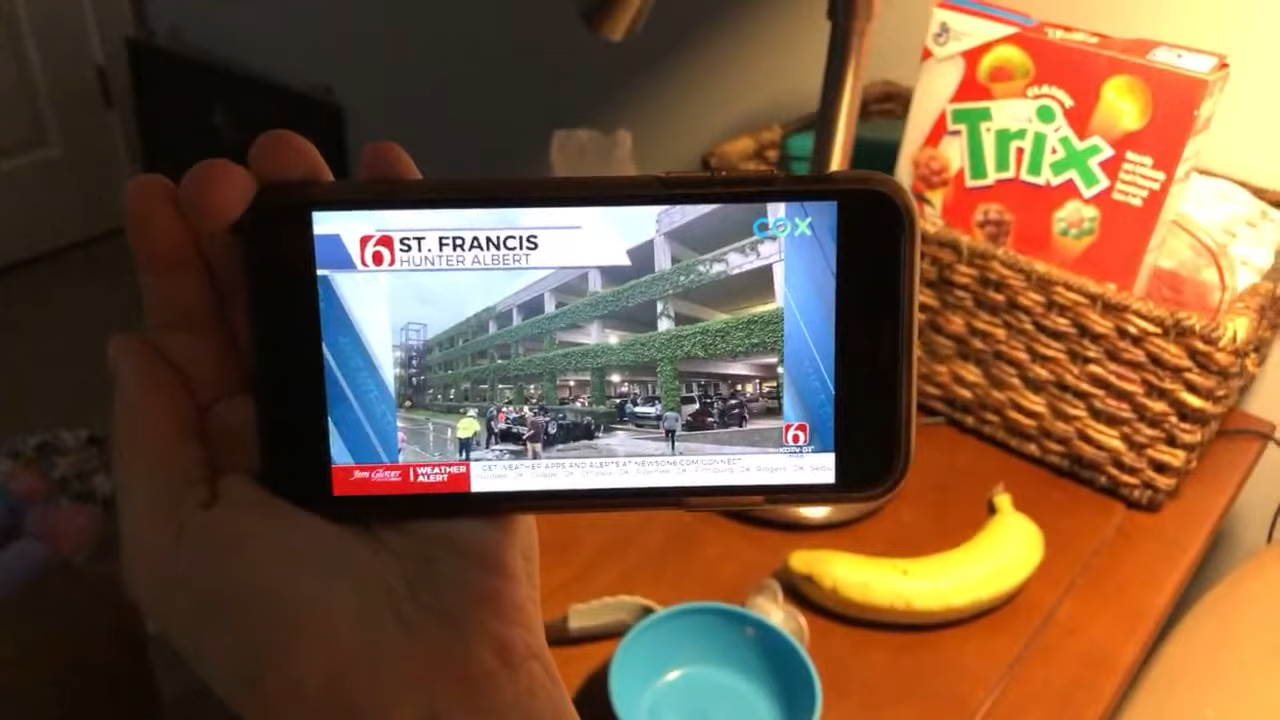 6 ST. FRANCIS
HUNTER ALBERT
COX
6
Jim Glover
WEATHER
ALERT
GET WEATHER APPS AND ALERTS AT NEWSON6.COM/CONNECT
CLASSIC
Trix